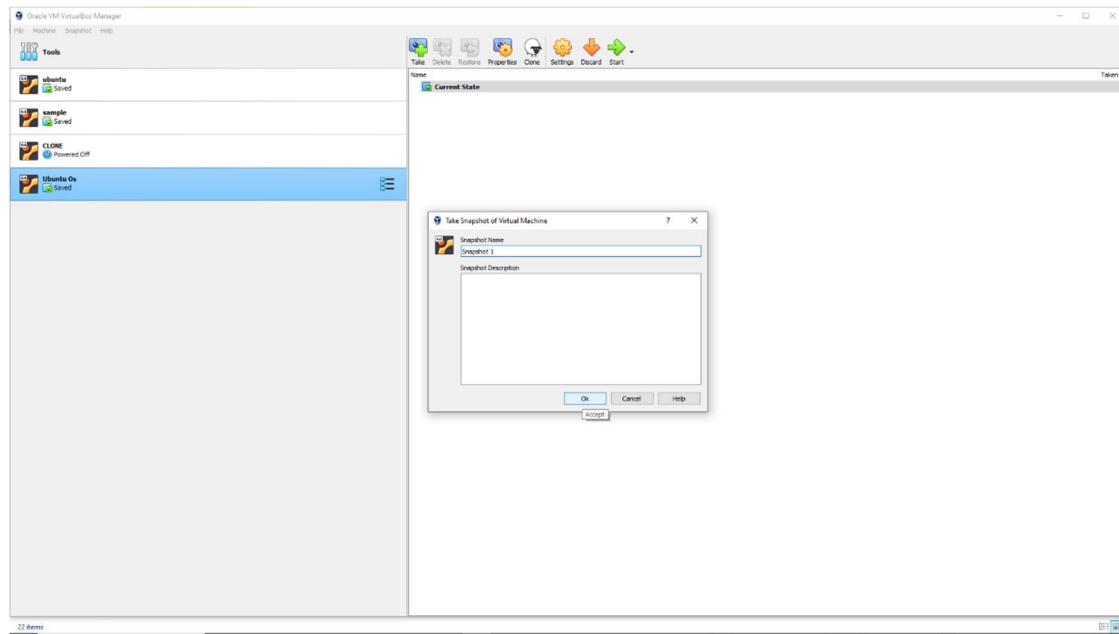 Oracle VM VirtualBox Manager
File Machine Snapshot Help
Tools
Take Delete Restore Properties Clone Settings Discard Start
Name Taken
Current State
ubuntu
Saved
sample
Saved
CLONE
Powered Off
Ubuntu Os
Saved
Take Snapshot of Virtual Machine ?
Snapshot Name
Snapshot 1
Snapshot Description
Ok Cancel Help
Accept
22 items